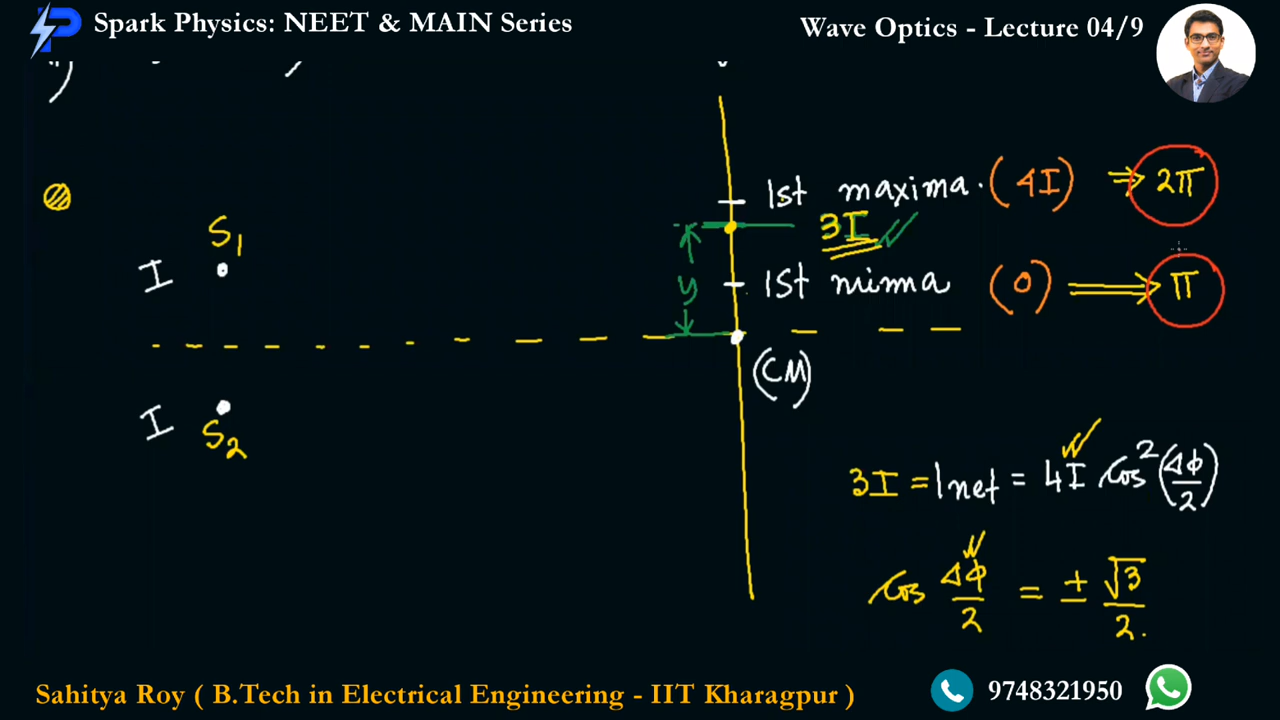 Spark Physics: NEET & MAIN Series
Wave Optics - Lecture 04/9
1st maxima. (4I) ⇒ 2π
3I
S1
I
y
1st minima (0) ⇒ π
(CM)
I
S2
3I = Inet = 4I cos²(Δϕ/2)
cos Δϕ/2 = ± √3/2.
Sahitya Roy ( B.Tech in Electrical Engineering - IIT Kharagpur )
9748321950